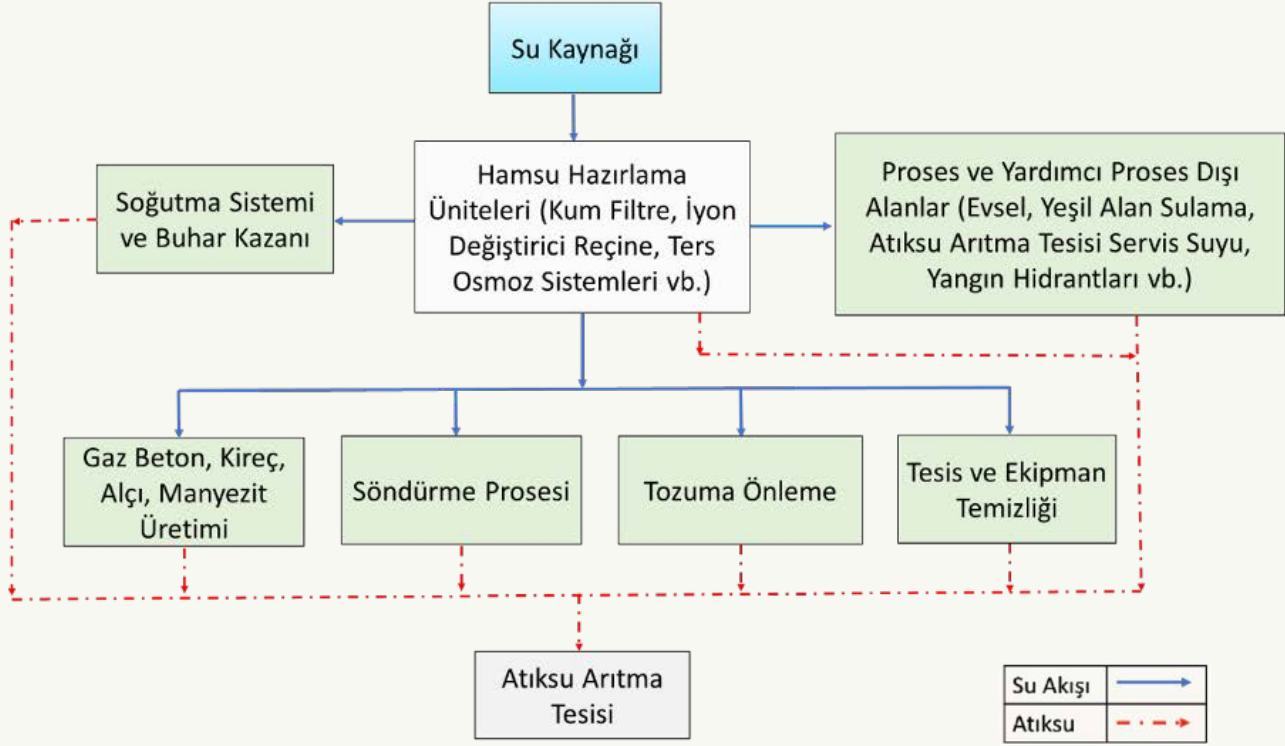 Su Kaynağı
Hamsu Hazırlama
Üniteleri (Kum Filtre, İyon
Değiştirici Reçine, Ters
Osmoz Sistemleri vb.)
Soğutma Sistemi
ve Buhar Kazanı
Proses ve Yardımcı Proses Dışı
Alanlar (Evsel, Yeşil Alan Sulama,
Atıksu Arıtma Tesisi Servis Suyu,
Yangın Hidrantları vb.)
Gaz Beton, Kireç,
Alçı, Manyezit
Üretimi
Söndürme Prosesi
Tozuma Önleme
Tesis ve Ekipman
Temizliği
Atıksu Arıtma
Tesisi
Su Akışı
Atıksu